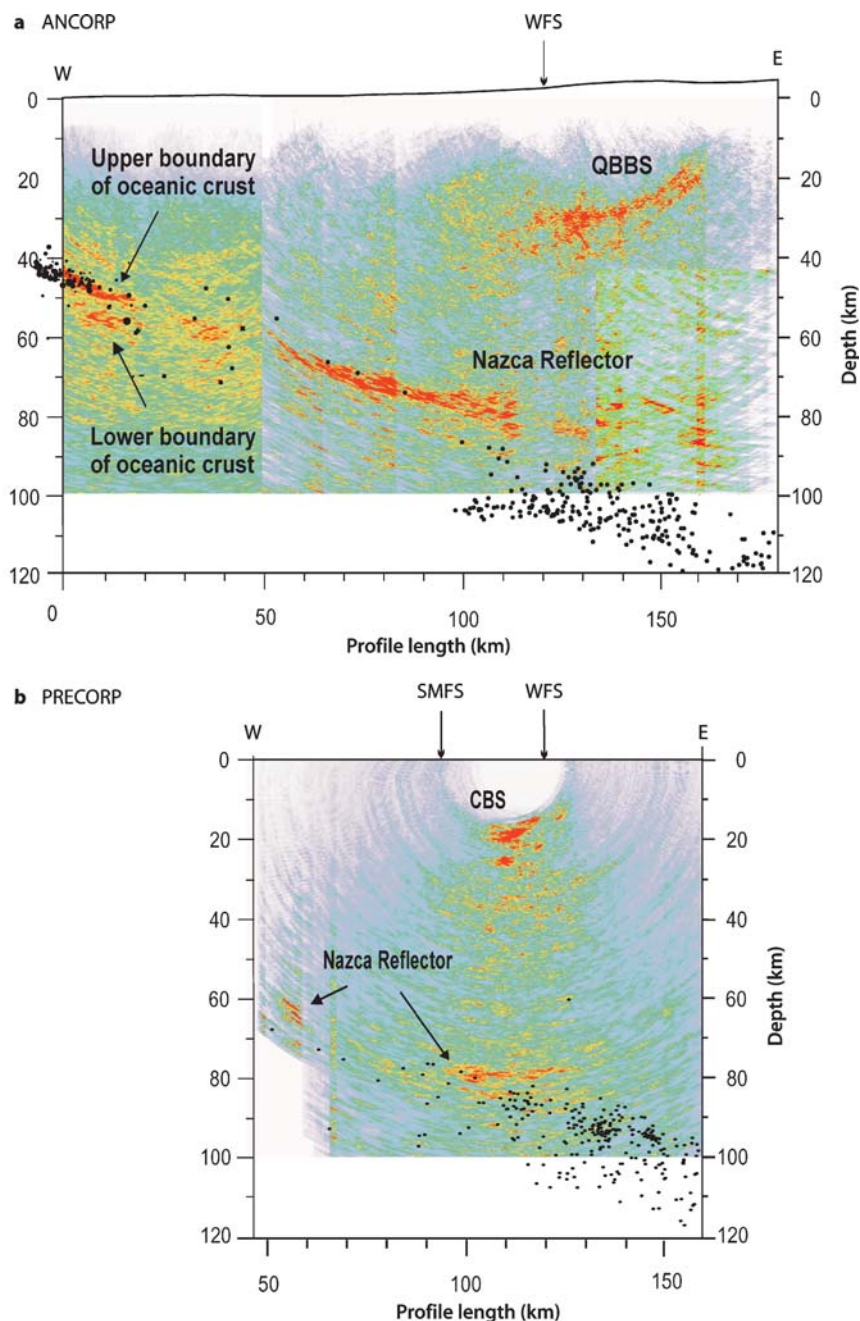 a ANCORP
WFS
W
E
0
0
QBBS
Upper boundary
of oceanic crust
20
20
40
40
Depth (km)
60
60
Nazca Reflector
80
80
Lower boundary
of oceanic crust
100
100
120
120
0
50
100
150
Profile length (km)
b PRECORP
SMFS
WFS
W
E
0
0
CBS
20
20
40
40
Nazca Reflector
Depth (km)
60
60
80
80
100
100
120
120
50
100
150
Profile length (km)